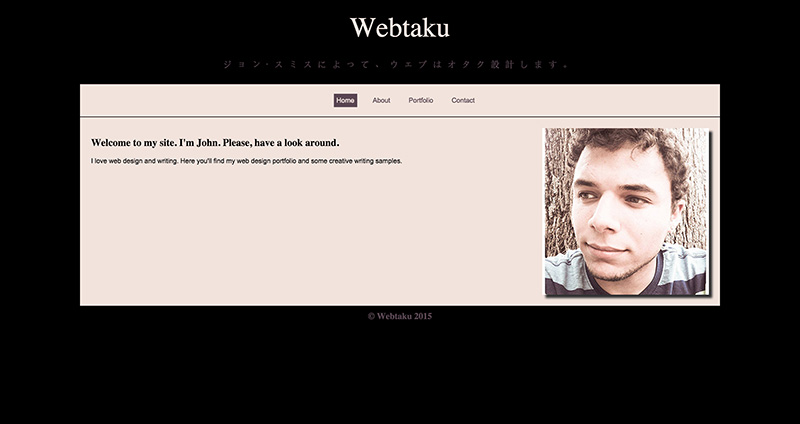 Webtaku
ジョン·スミスによって。ウエブはオタク設計します。
Home About Portfolio Contact
Welcome to my site. I'm John. Please, have a look around.
I love web design and writing. Here you'll find my web design portfolio and some creative writing samples.
© Webtaku 2015